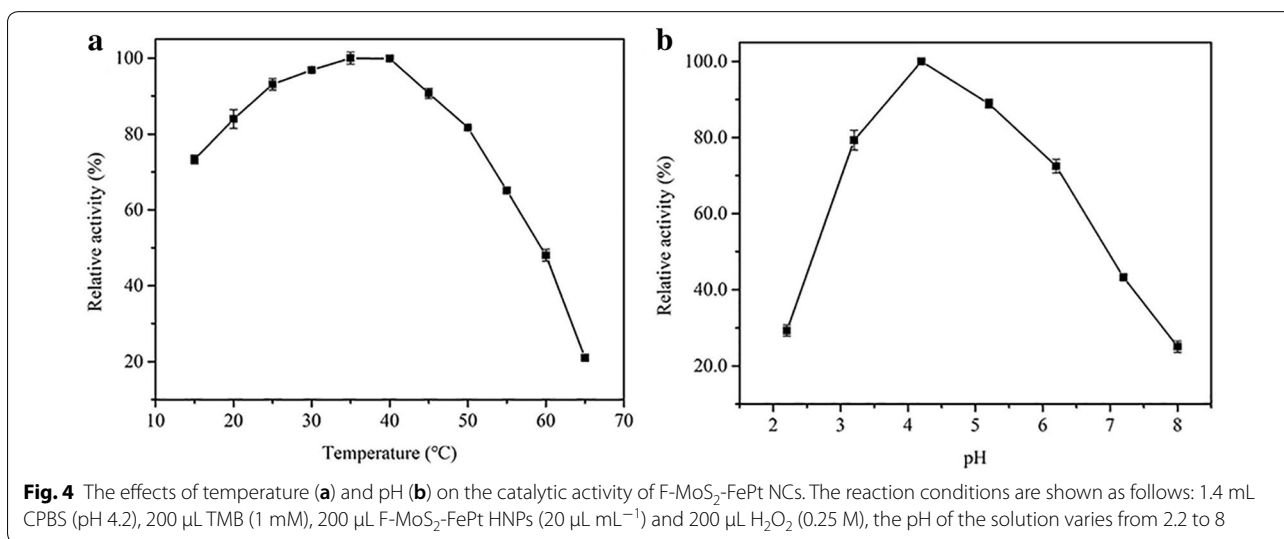 a
100
80
60
40
20
Relative activity (%)
10 20 30 40 50 60 70
Temperature (°C)
b
100.0
80.0
60.0
40.0
20.0
Relative activity (%)
2 3 4 5 6 7 8
pH
Fig. 4 The effects of temperature (a) and pH (b) on the catalytic activity of F-MoS₂-FePt NCs. The reaction conditions are shown as follows: 1.4 mL
CPBS (pH 4.2), 200 μL TMB (1 mM), 200 μL F-MoS₂-FePt HNPs (20 μL mL⁻¹) and 200 μL H₂O₂ (0.25 M), the pH of the solution varies from 2.2 to 8